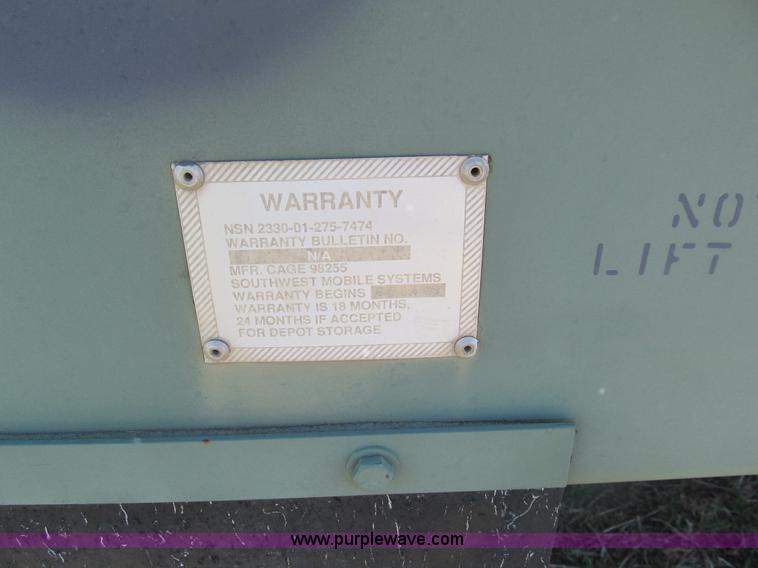 WARRANTY
NSN 2330-01-275-7474
WARRANTY BULLETIN NO.
N/A
MFR. CAGE 98255
SOUTHWEST MOBILE SYSTEMS
WARRANTY BEGINS
WARRANTY IS 18 MONTHS,
24 MONTHS IF ACCEPTED
FOR DEPOT STORAGE
NO
LIFT
www.purplewave.com